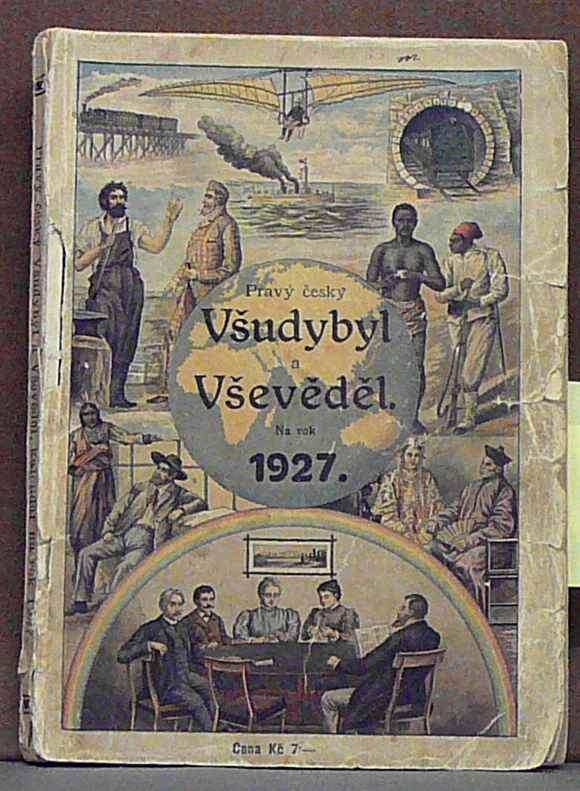 Pravý český
Všudybyl
a
Vševěděl.
Na rok
1927.
Cena Kč 7·—